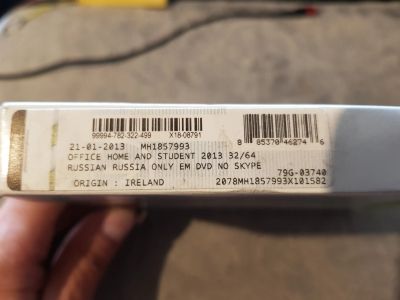 99994-782-322-499 X18-08791
8 85370 46274 6
21-01-2013 MH1857993
OFFICE HOME AND STUDENT 2013 32/64
RUSSIAN RUSSIA ONLY EM DVD NO SKYPE
79G-03740
ORIGIN : IRELAND 2078MH1857993X101582